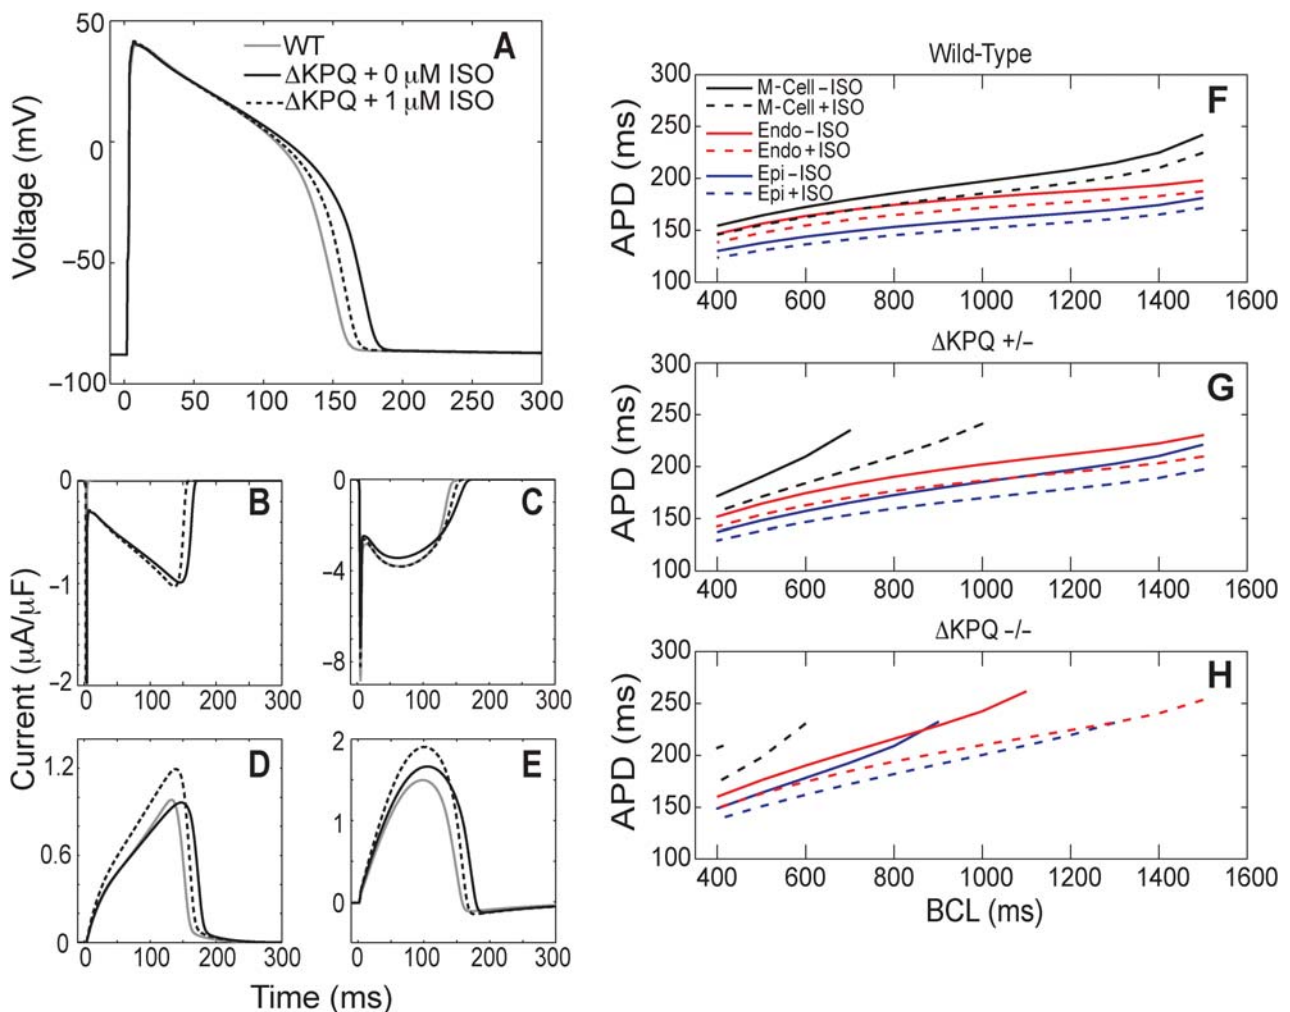 A
50
0
−50
−100
Voltage (mV)
WT
ΔKPQ + 0 μM ISO
ΔKPQ + 1 μM ISO
0 50 100 150 200 250 300
B
0
−1
−2
0 100 200 300
C
0
−4
−8
0 100 200 300
Current (μA/μF)
D
1.2
0.6
0
0 100 200 300
E
2
1
0
0 100 200 300
Time (ms)
Wild-Type
F
300
250
200
150
100
APD (ms)
M-Cell – ISO
M-Cell + ISO
Endo – ISO
Endo + ISO
Epi – ISO
Epi + ISO
400 600 800 1000 1200 1400 1600
ΔKPQ +/–
G
300
250
200
150
100
APD (ms)
400 600 800 1000 1200 1400 1600
ΔKPQ –/–
H
300
250
200
150
100
APD (ms)
400 600 800 1000 1200 1400 1600
BCL (ms)